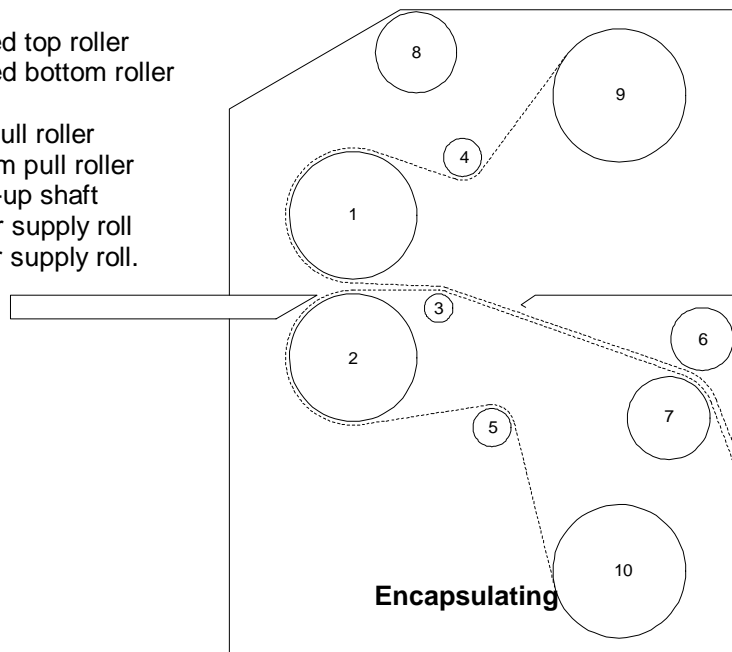 ed top roller
ed bottom roller
ull roller
m pull roller
-up shaft
r supply roll
r supply roll.
8
9
4
1
3
6
2
7
5
10
Encapsulating